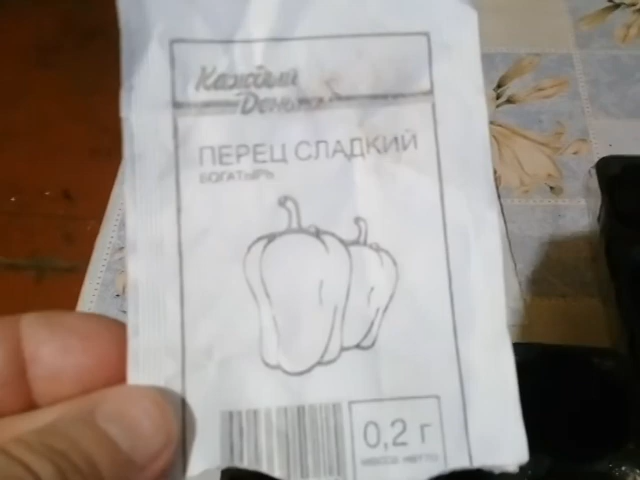 Каждый
День
ПЕРЕЦ СЛАДКИЙ
БОГАТЫРЬ
0,2 г
масса нетто